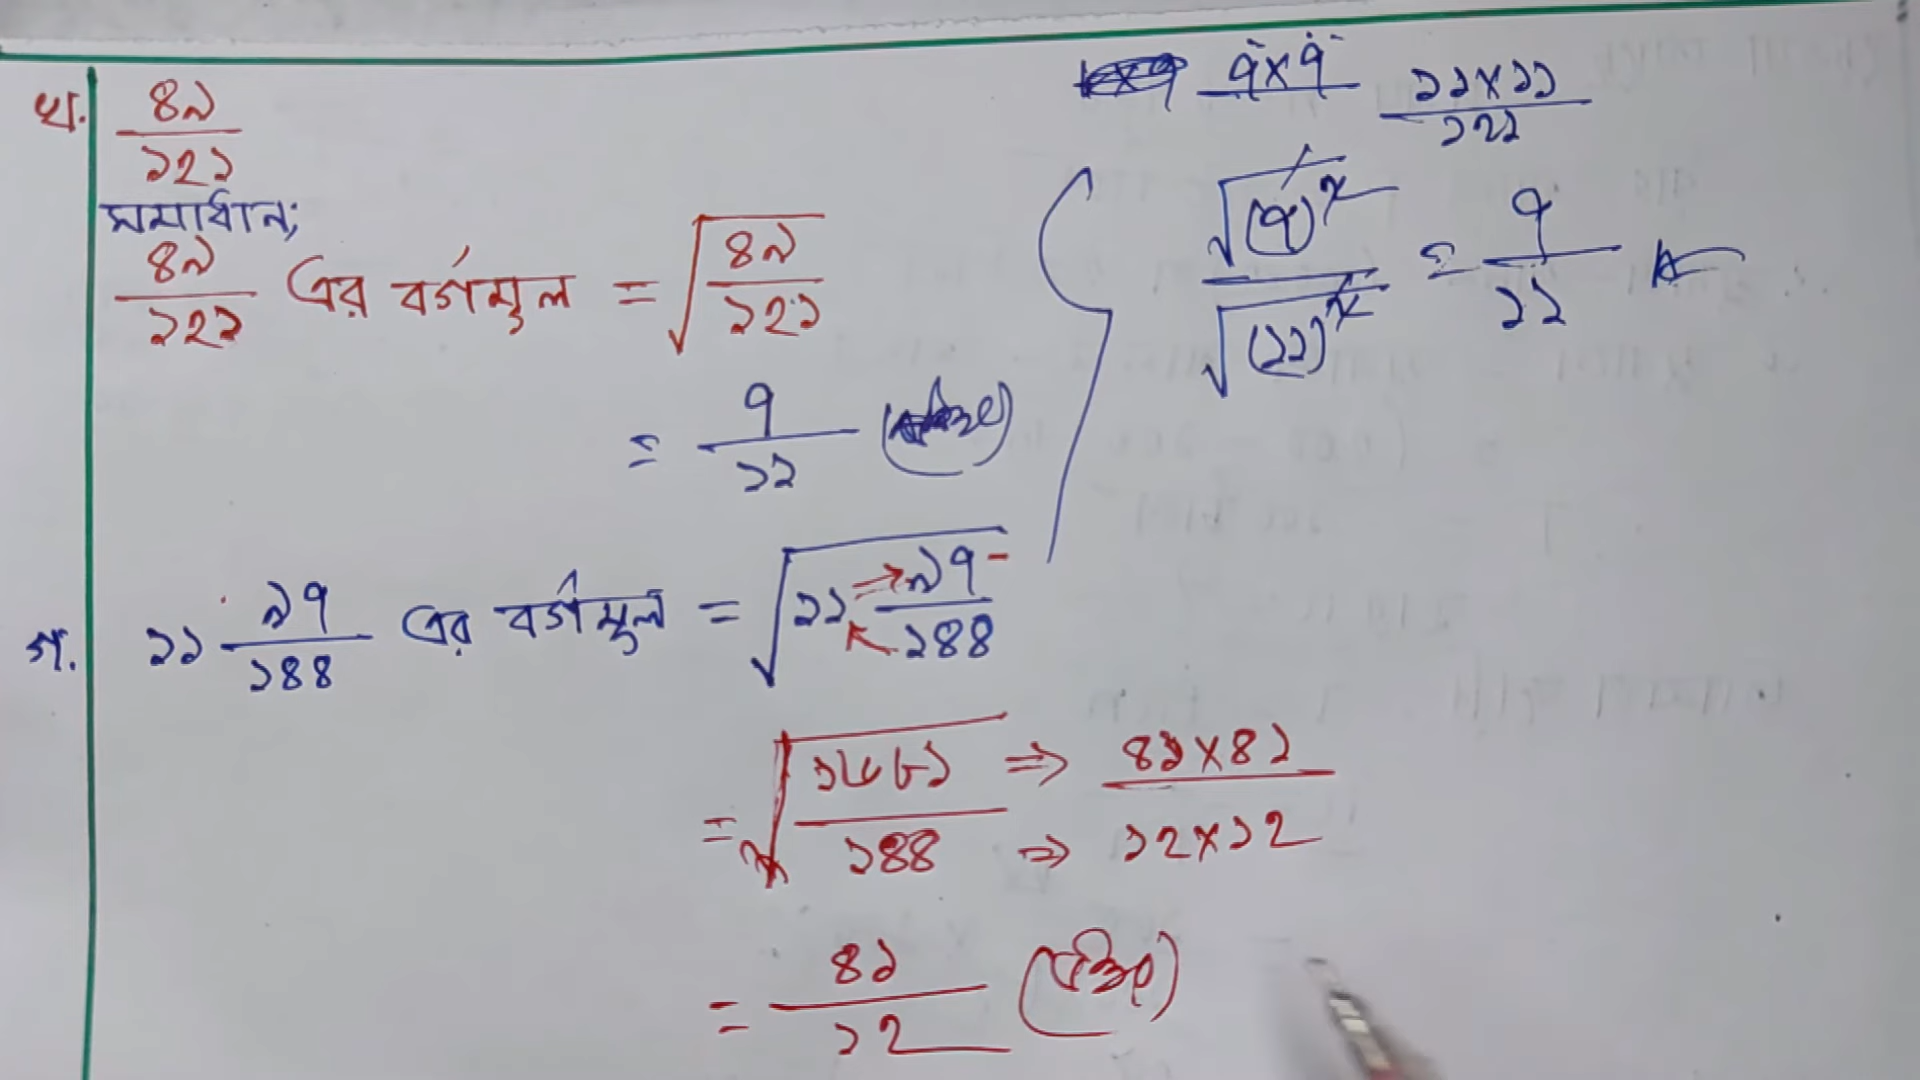 খ. ৪৯/১২১
সমাধান;
৪৯/১২১ এর বর্গমূল = √(৪৯/১২১)
= ৭/১১
৭×৭ ১১×১১/১২১
√(৭)²/√(১১)² = ৭/১১
গ. ১১ ৯৭/১৪৪ এর বর্গমূল = √(১১ ৯৭/১৪৪)
= √(১৬৮১/১৪৪) ⇒ ৪১×৪১ ⇒ ১২×১২
= ৪১/১২